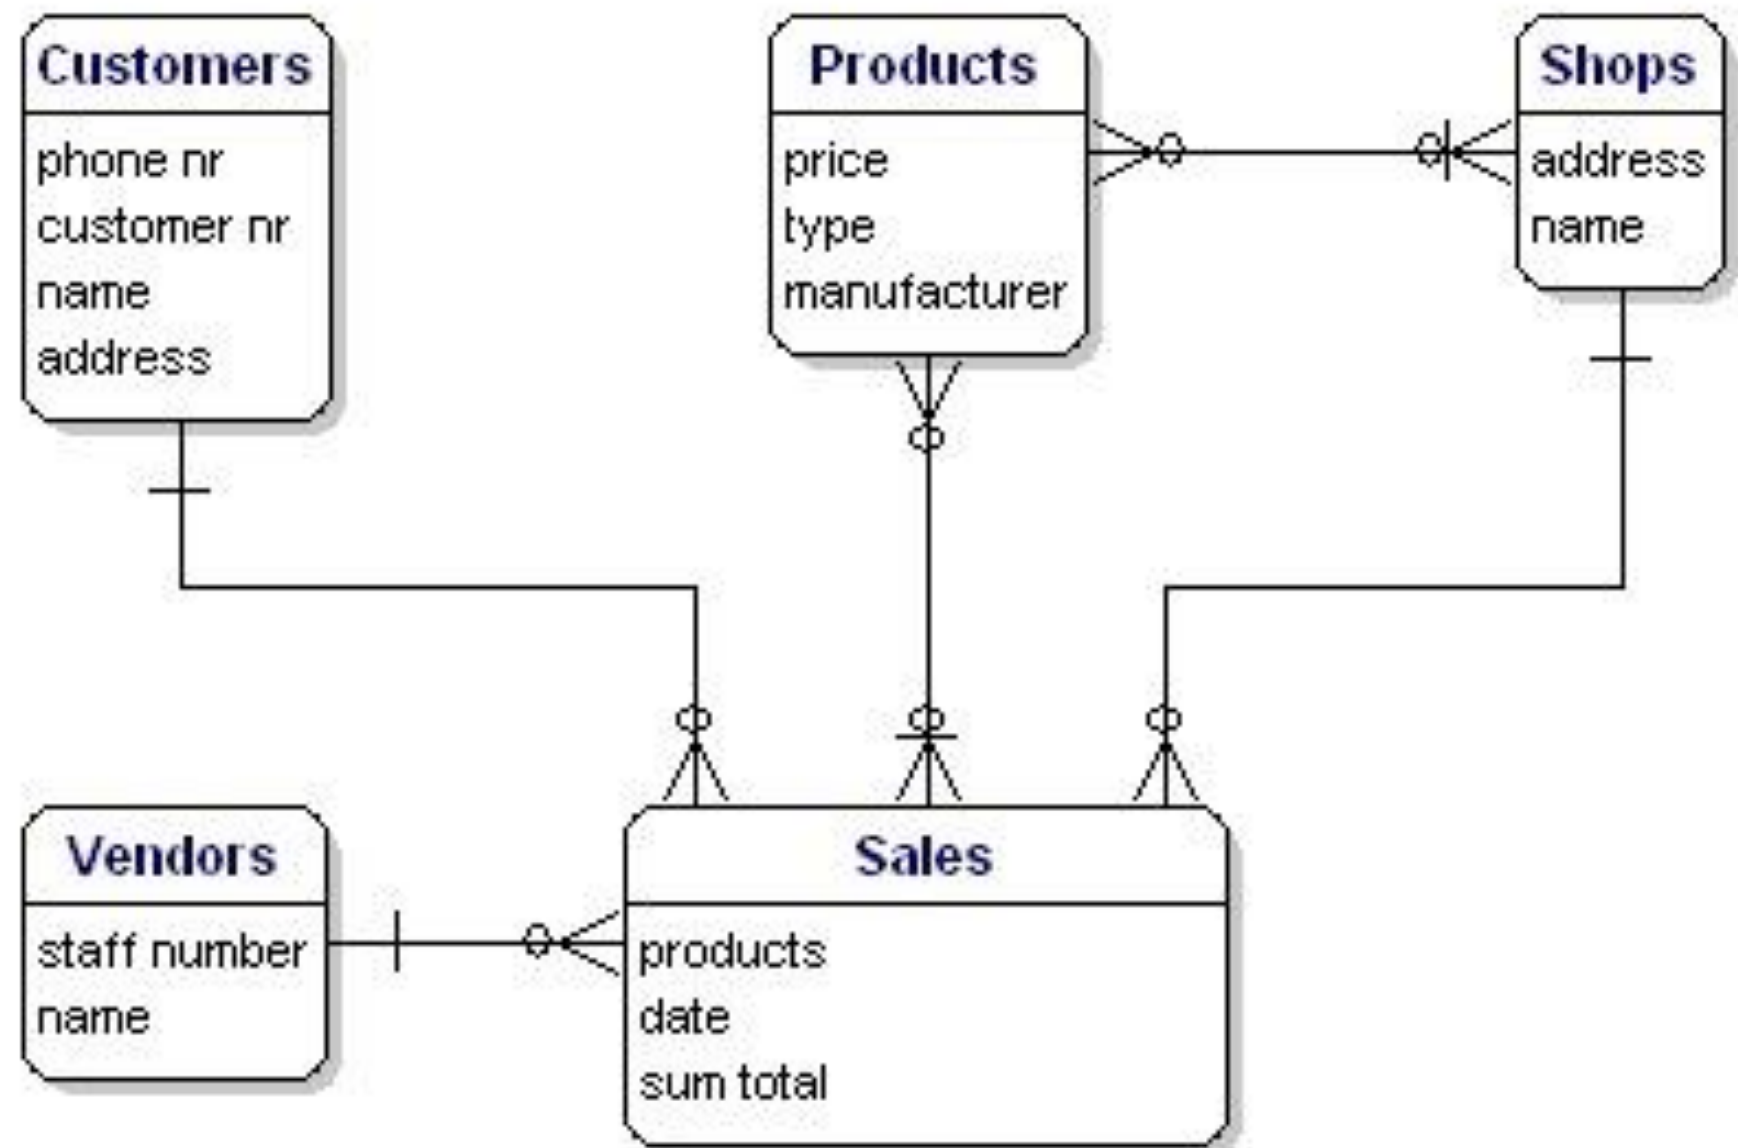 Customers
phone nr
customer nr
name
address
Products
price
type
manufacturer
Shops
address
name
Vendors
staff number
name
Sales
products
date
sum total